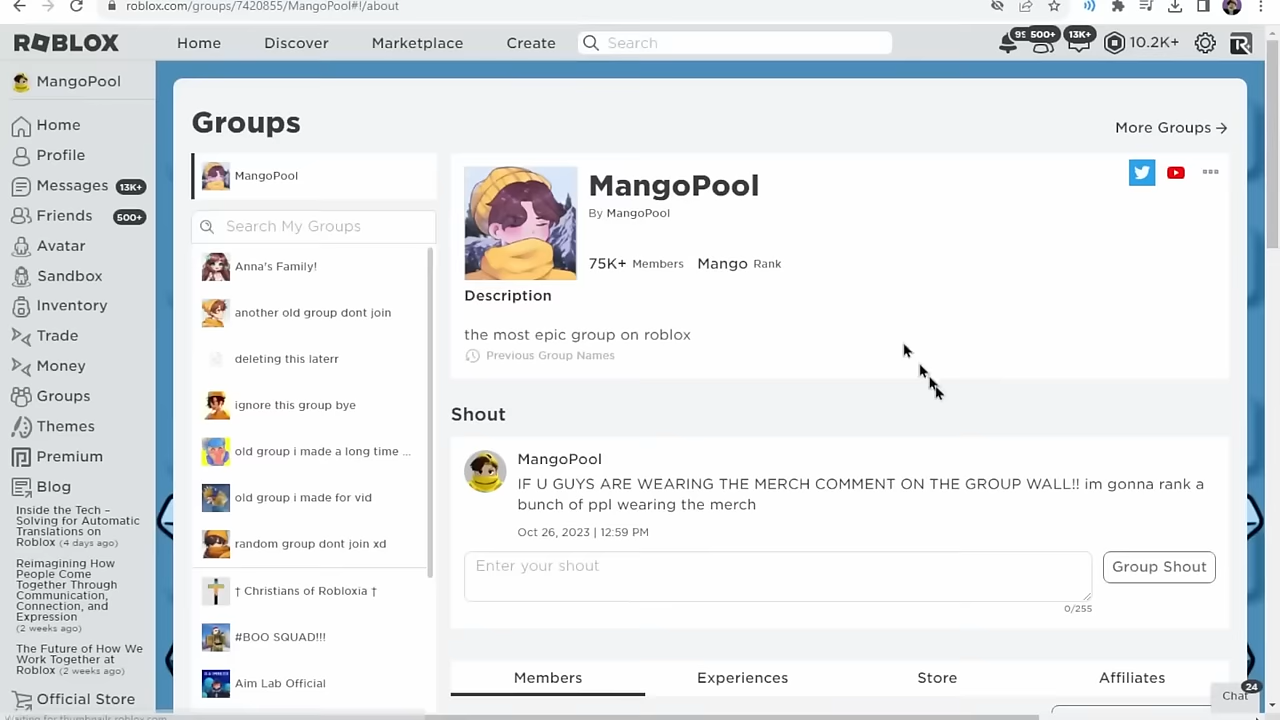 roblox.com/groups/7420855/MangoPool#!/about
ROBLOX
Home
Discover
Marketplace
Create
Search
500+
13K+
10.2K+
MangoPool
Home
Profile
Messages 13K+
Friends 500+
Avatar
Sandbox
Inventory
Trade
Money
Groups
Themes
Premium
Blog
Inside the Tech –
Solving for Automatic
Translations on
Roblox (4 days ago)
Reimagining How
People Come
Together Through
Communication,
Connection, and
Expression
(2 weeks ago)
The Future of How We
Work Together at
Roblox (2 weeks ago)
Official Store
Groups
More Groups →
MangoPool
Search My Groups
Anna's Family!
another old group dont join
deleting this laterr
ignore this group bye
old group i made a long time ...
old group i made for vid
random group dont join xd
† Christians of Robloxia †
#BOO SQUAD!!!
Aim Lab Official
MangoPool
By MangoPool
75K+ Members Mango Rank
Description
the most epic group on roblox
Previous Group Names
Shout
MangoPool
IF U GUYS ARE WEARING THE MERCH COMMENT ON THE GROUP WALL!! im gonna rank a
bunch of ppl wearing the merch
Oct 26, 2023 | 12:59 PM
Enter your shout
Group Shout
0/255
Members
Experiences
Store
Affiliates
Chat
24